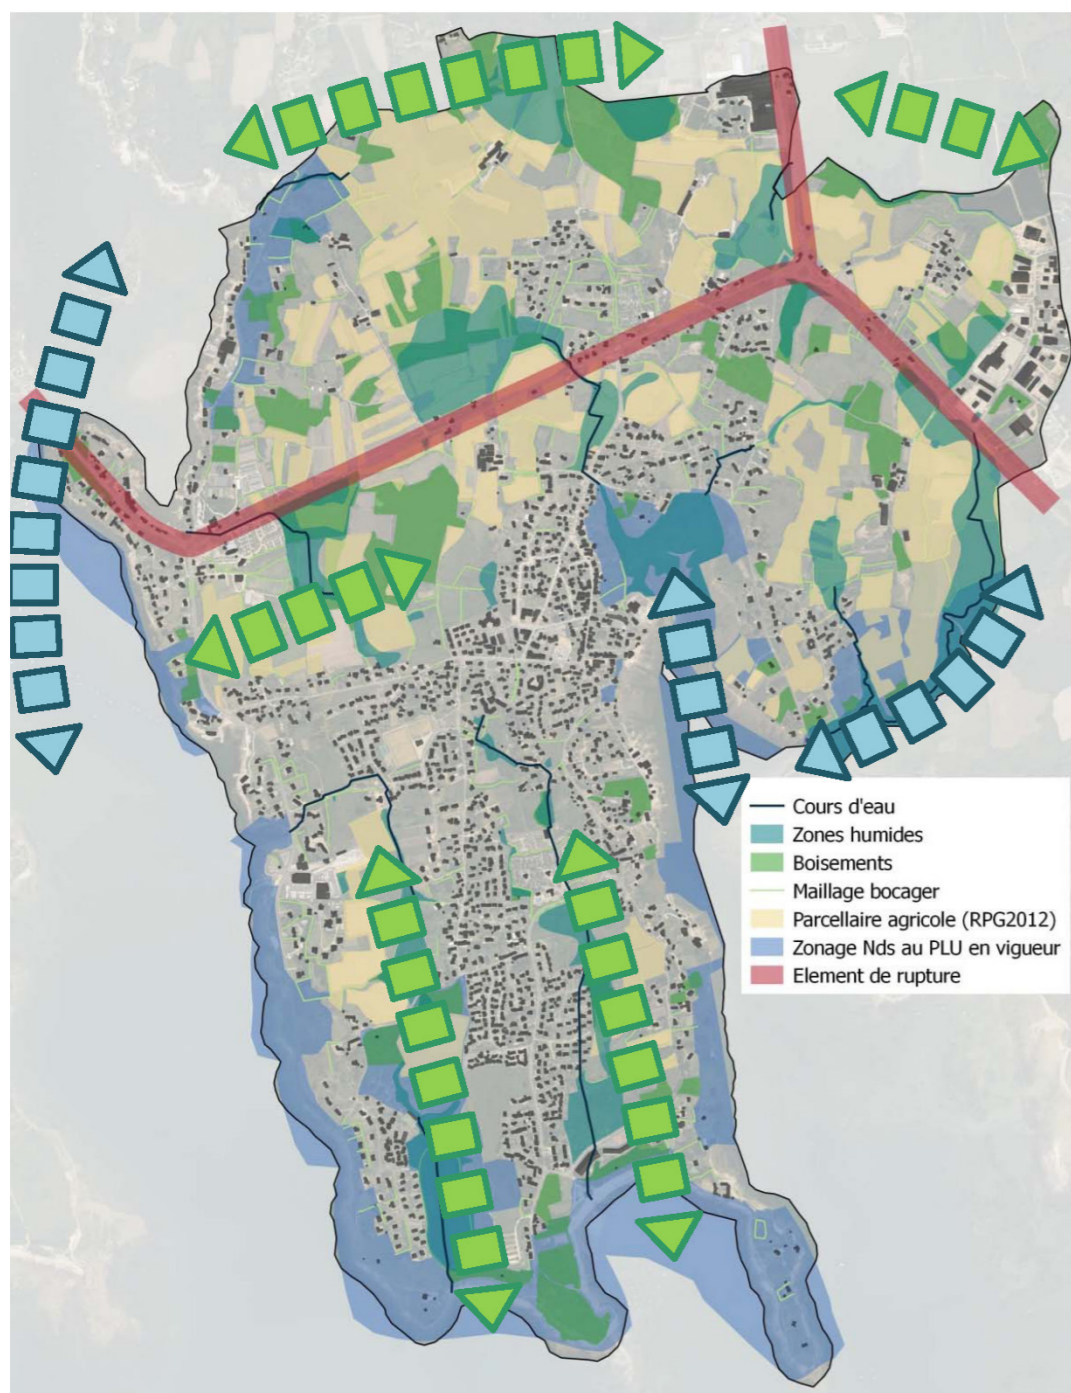 Cours d'eau
Zones humides
Boisements
Maillage bocager
Parcellaire agricole (RPG2012)
Zonage Nds au PLU en vigueur
Element de rupture